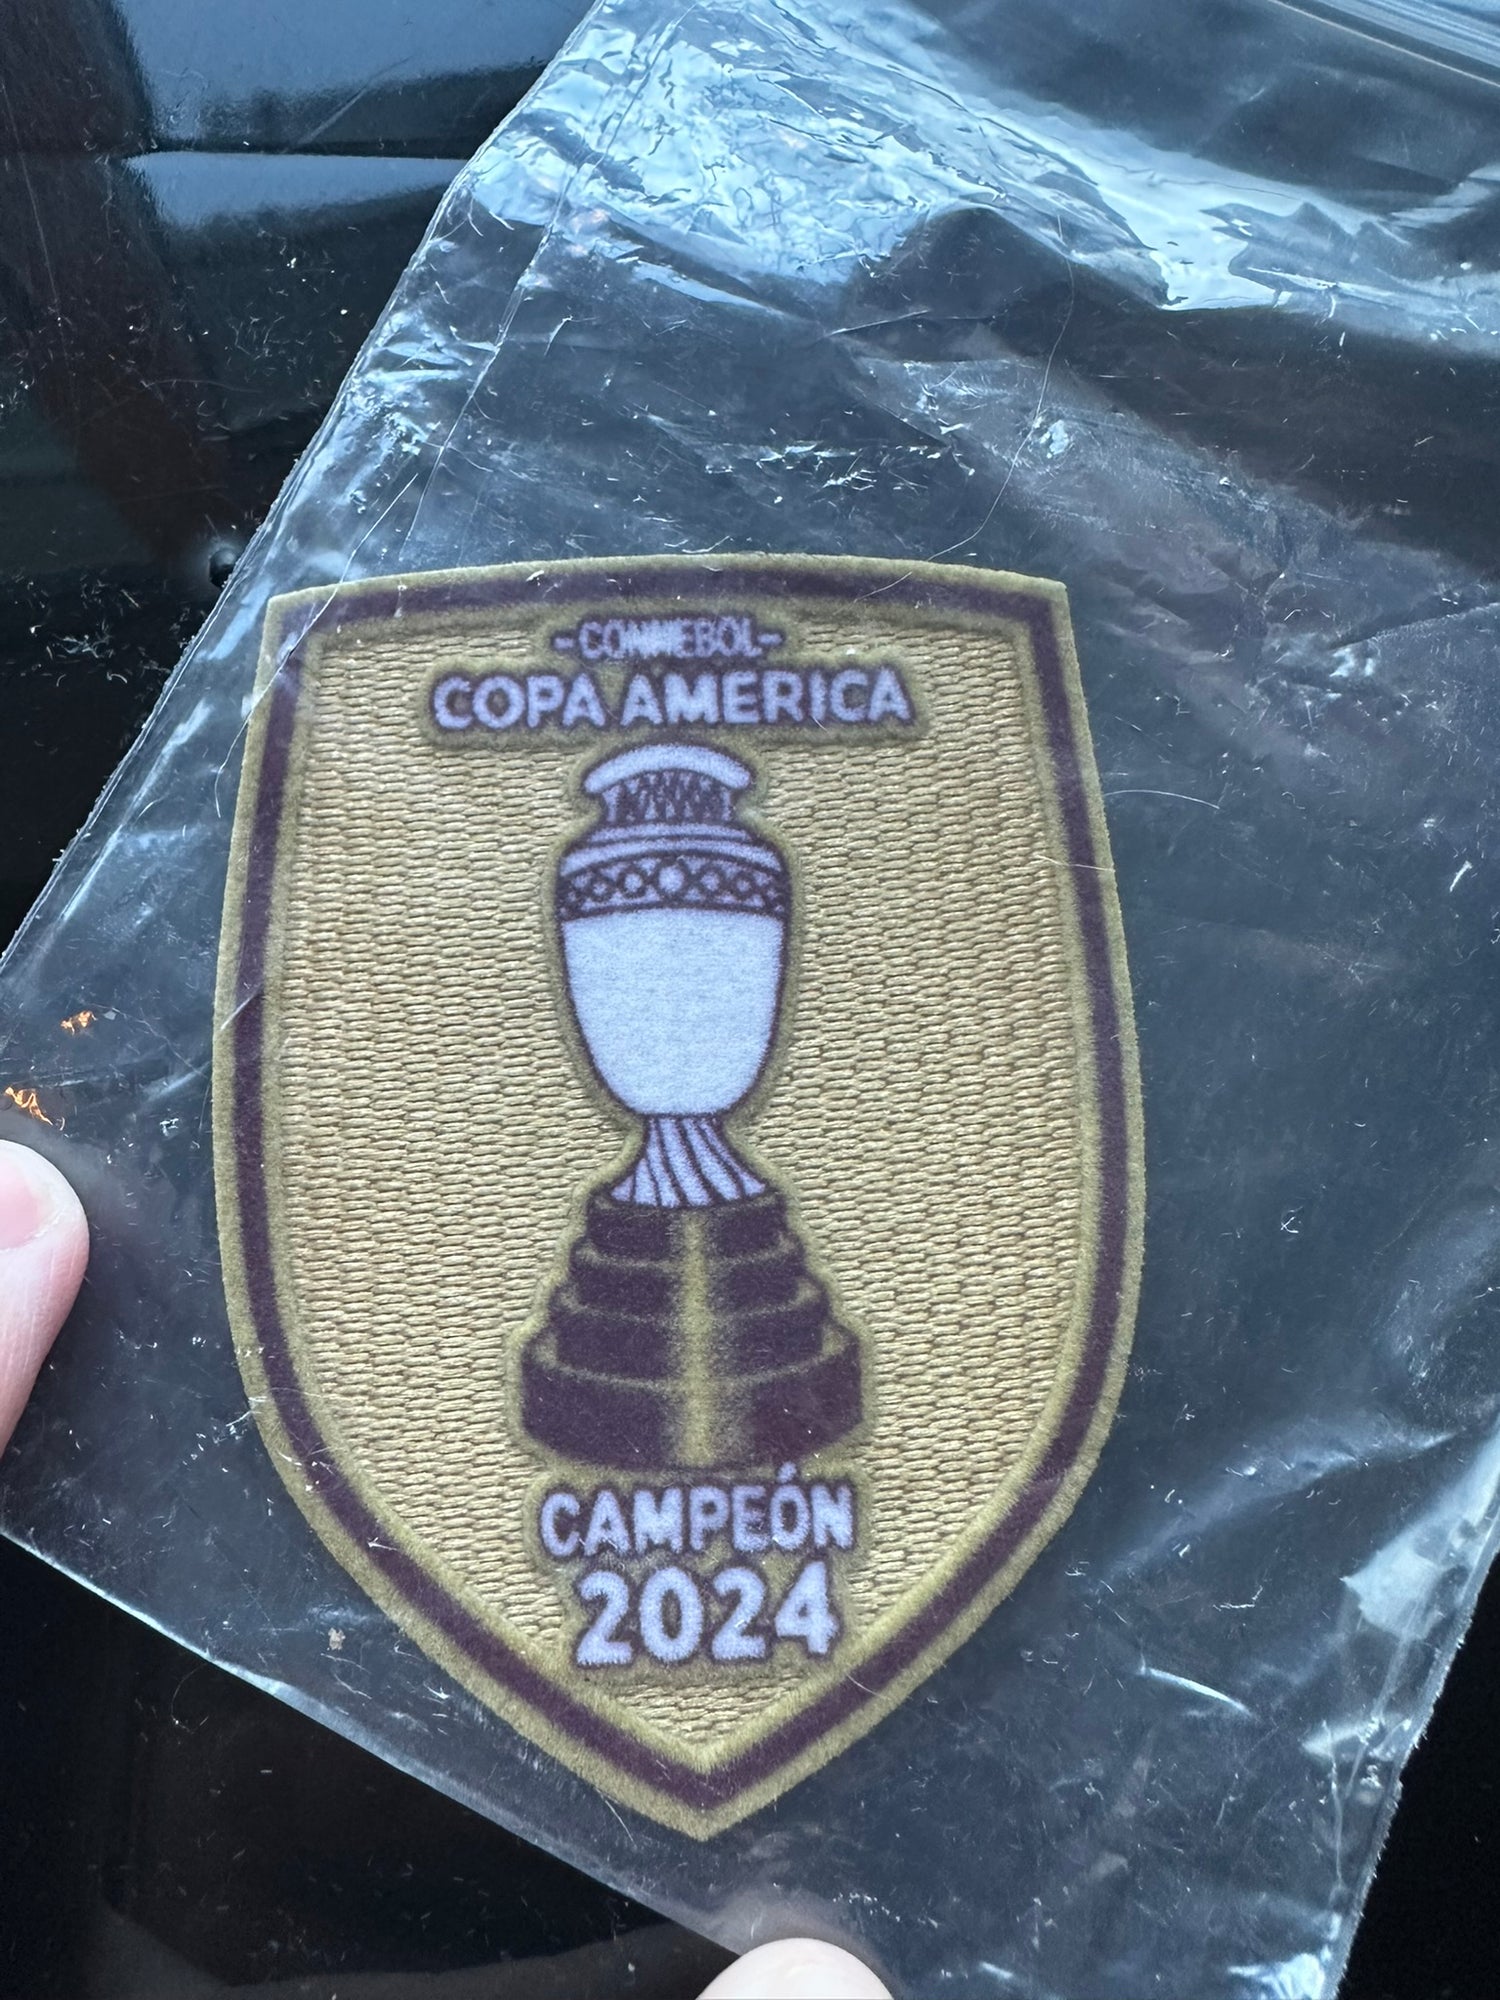 -CONMEBOL-
COPA AMERICA
CAMPEÓN
2024